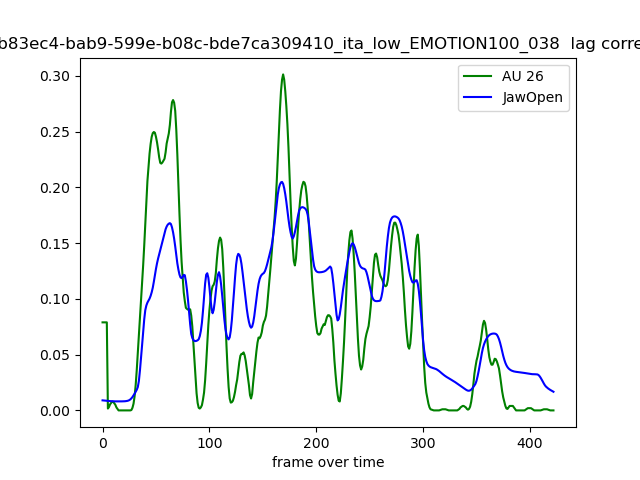 b83ec4-bab9-599e-b08c-bde7ca309410_ita_low_EMOTION100_038 lag corre
0.30
0.25
0.20
0.15
0.10
0.05
0.00
AU 26
JawOpen
0 100 200 300 400
frame over time